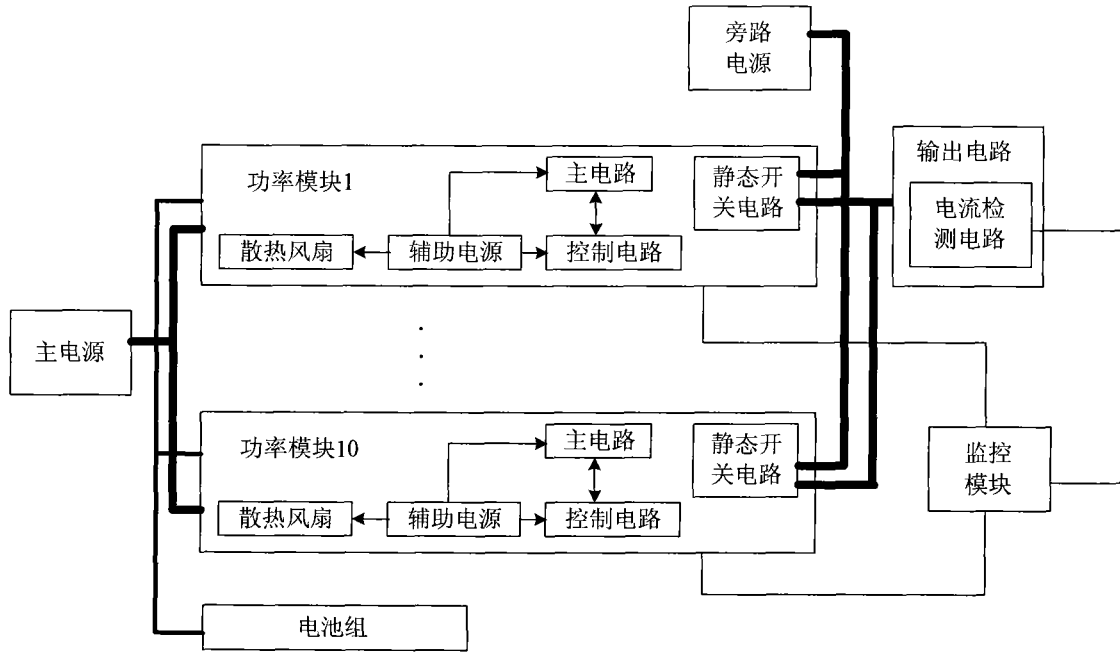 旁路
电源
功率模块1
主电路
静态开
关电路
散热风扇
辅助电源
控制电路
输出电路
电流检
测电路
主电源
功率模块10
主电路
静态开
关电路
散热风扇
辅助电源
控制电路
监控
模块
电池组